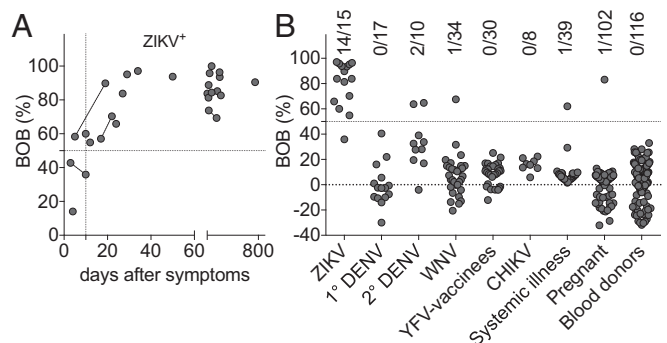 A
ZIKV+
BOB (%)
100
80
60
40
20
0
0 20 40 60 800
days after symptoms
B
14/15 0/17 2/10 1/34 0/30 0/8 1/39 1/102 0/116
BOB (%)
100
80
60
40
20
0
-20
-40
ZIKV
1° DENV
2° DENV
WNV
YFV-vaccinees
CHIKV
Systemic illness
Pregnant
Blood donors